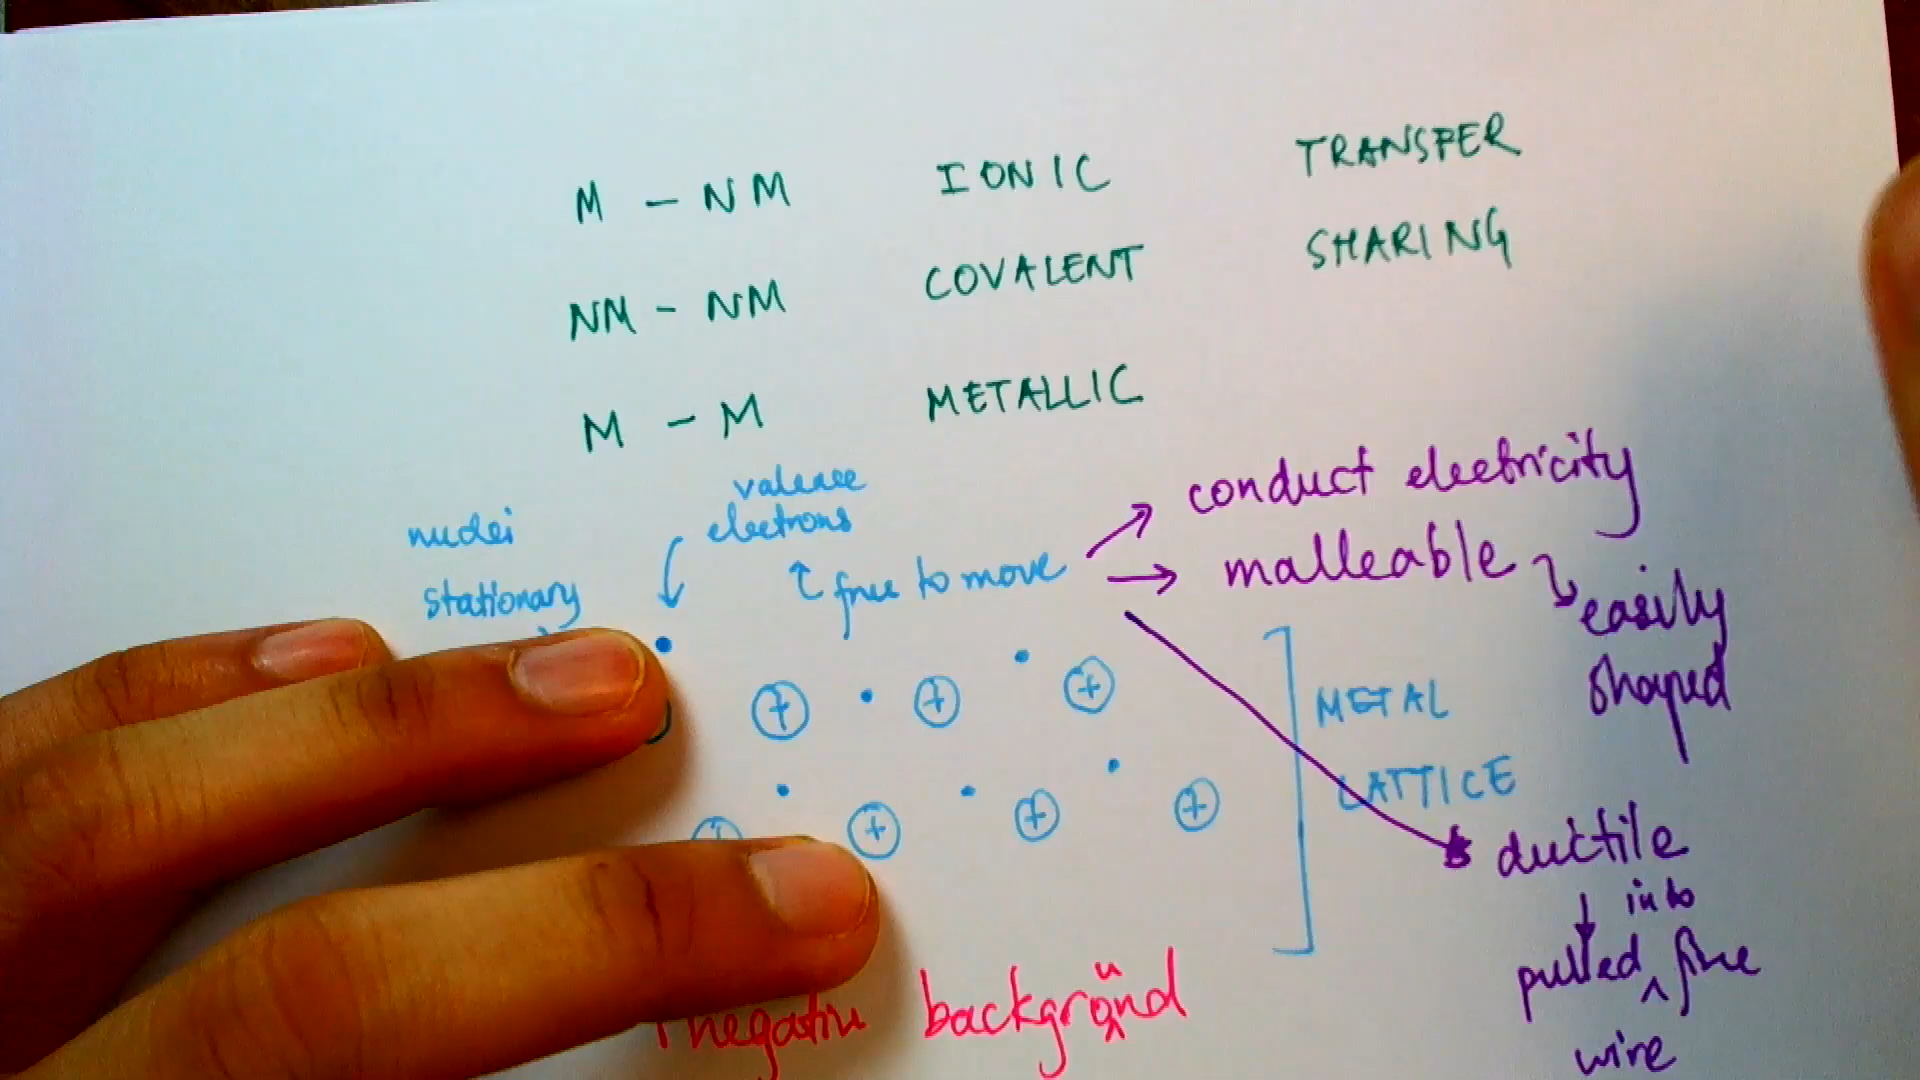 M - NM IONIC TRANSFER
NM - NM COVALENT SHARING
M - M METALLIC
nuclei
stationary
valence
electrons
free to move
conduct electricity
malleable
easily
shaped
+ + +
+ + + +
METAL
LATTICE
ductile
into
pulled ^ fine
wire
negative backgrond
u
^